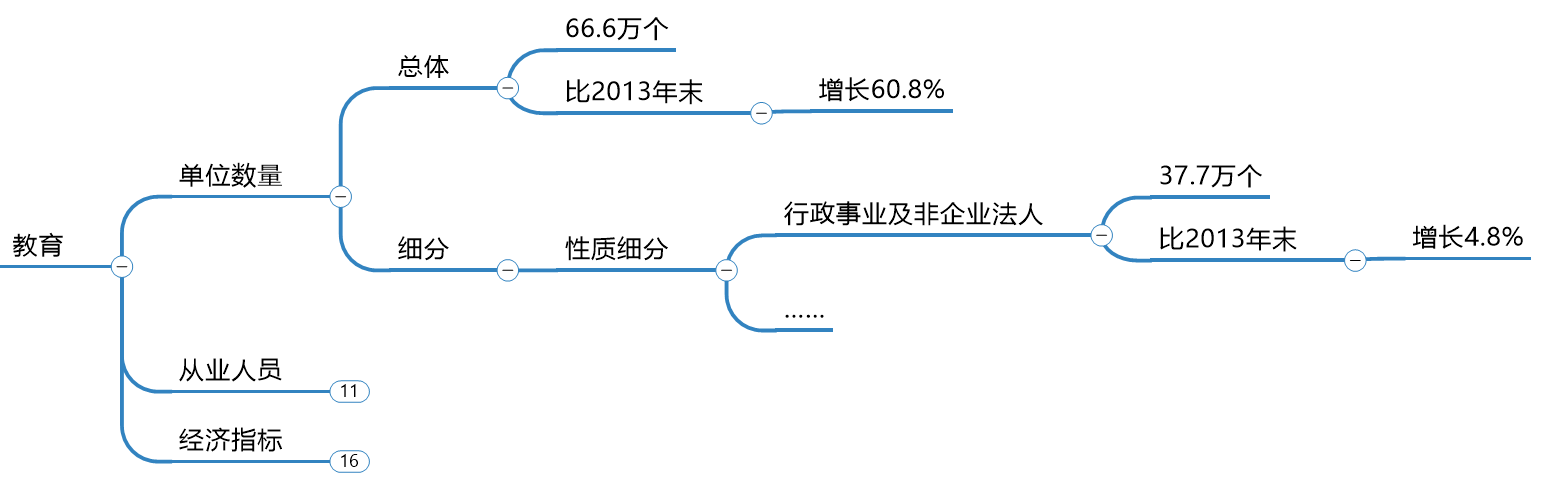 教育
单位数量
总体
66.6万个
比2013年末
增长60.8%
细分
性质细分
行政事业及非企业法人
37.7万个
比2013年末
增长4.8%
……
从业人员
11
经济指标
16